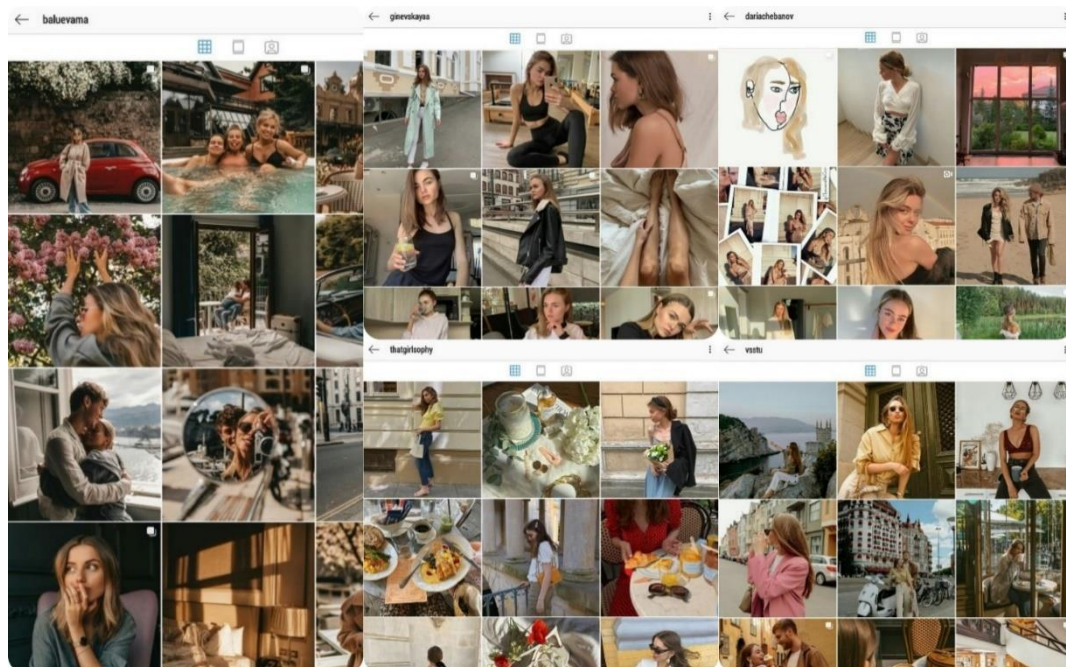 baluevama
ginevskayaa
dariachebanov
thatgirlsophy
vsstu